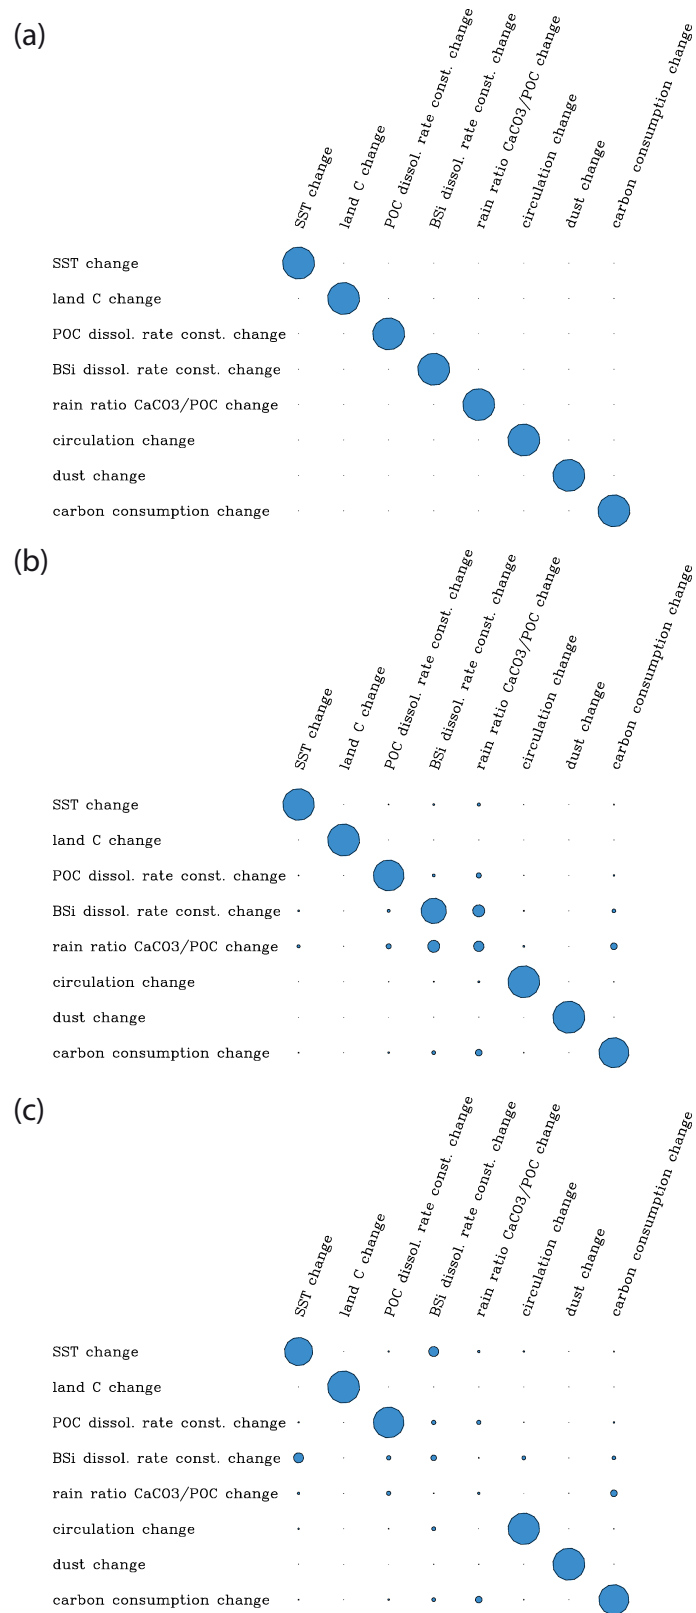 (a)
SST change
land C change
POC dissol. rate const. change
BSi dissol. rate const. change
rain ratio CaCO3/POC change
circulation change
dust change
carbon consumption change
SST change
land C change
POC dissol. rate const. change
BSi dissol. rate const. change
rain ratio CaCO3/POC change
circulation change
dust change
carbon consumption change
(b)
SST change
land C change
POC dissol. rate const. change
BSi dissol. rate const. change
rain ratio CaCO3/POC change
circulation change
dust change
carbon consumption change
SST change
land C change
POC dissol. rate const. change
BSi dissol. rate const. change
rain ratio CaCO3/POC change
circulation change
dust change
carbon consumption change
(c)
SST change
land C change
POC dissol. rate const. change
BSi dissol. rate const. change
rain ratio CaCO3/POC change
circulation change
dust change
carbon consumption change
SST change
land C change
POC dissol. rate const. change
BSi dissol. rate const. change
rain ratio CaCO3/POC change
circulation change
dust change
carbon consumption change